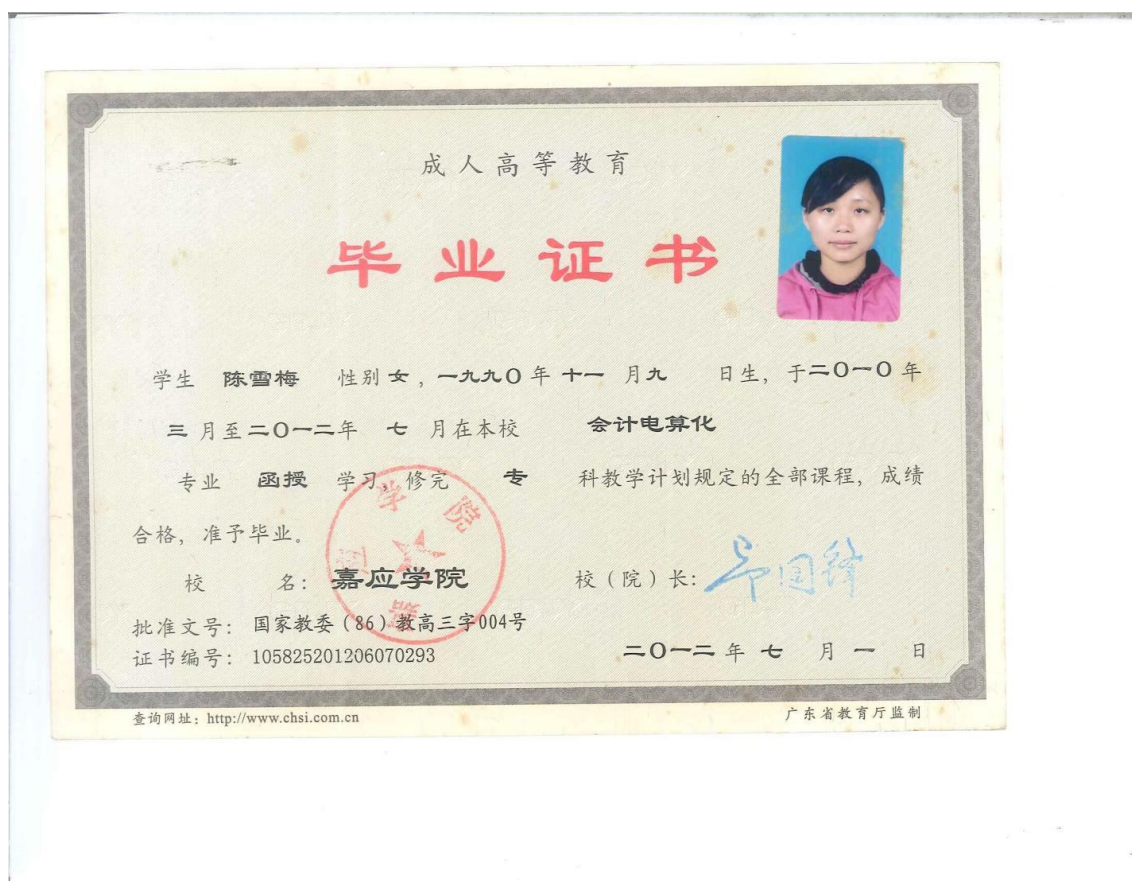 成人高等教育
毕业证书
学生 陈雪梅 性别 女，一九九〇年 十一 月九 日生，于二〇一〇年
三 月至二〇一二年 七 月在本校 会计电算化
专业 函授 学习，修完 专 科教学计划规定的全部课程，成绩
合格，准予毕业。
校 名：嘉应学院
校（院）长：
批准文号：国家教委（86）教高三字004号
证书编号：105825201206070293
二〇一二 年 七 月 一 日
查询网址：http://www.chsi.com.cn
广东省教育厅监制